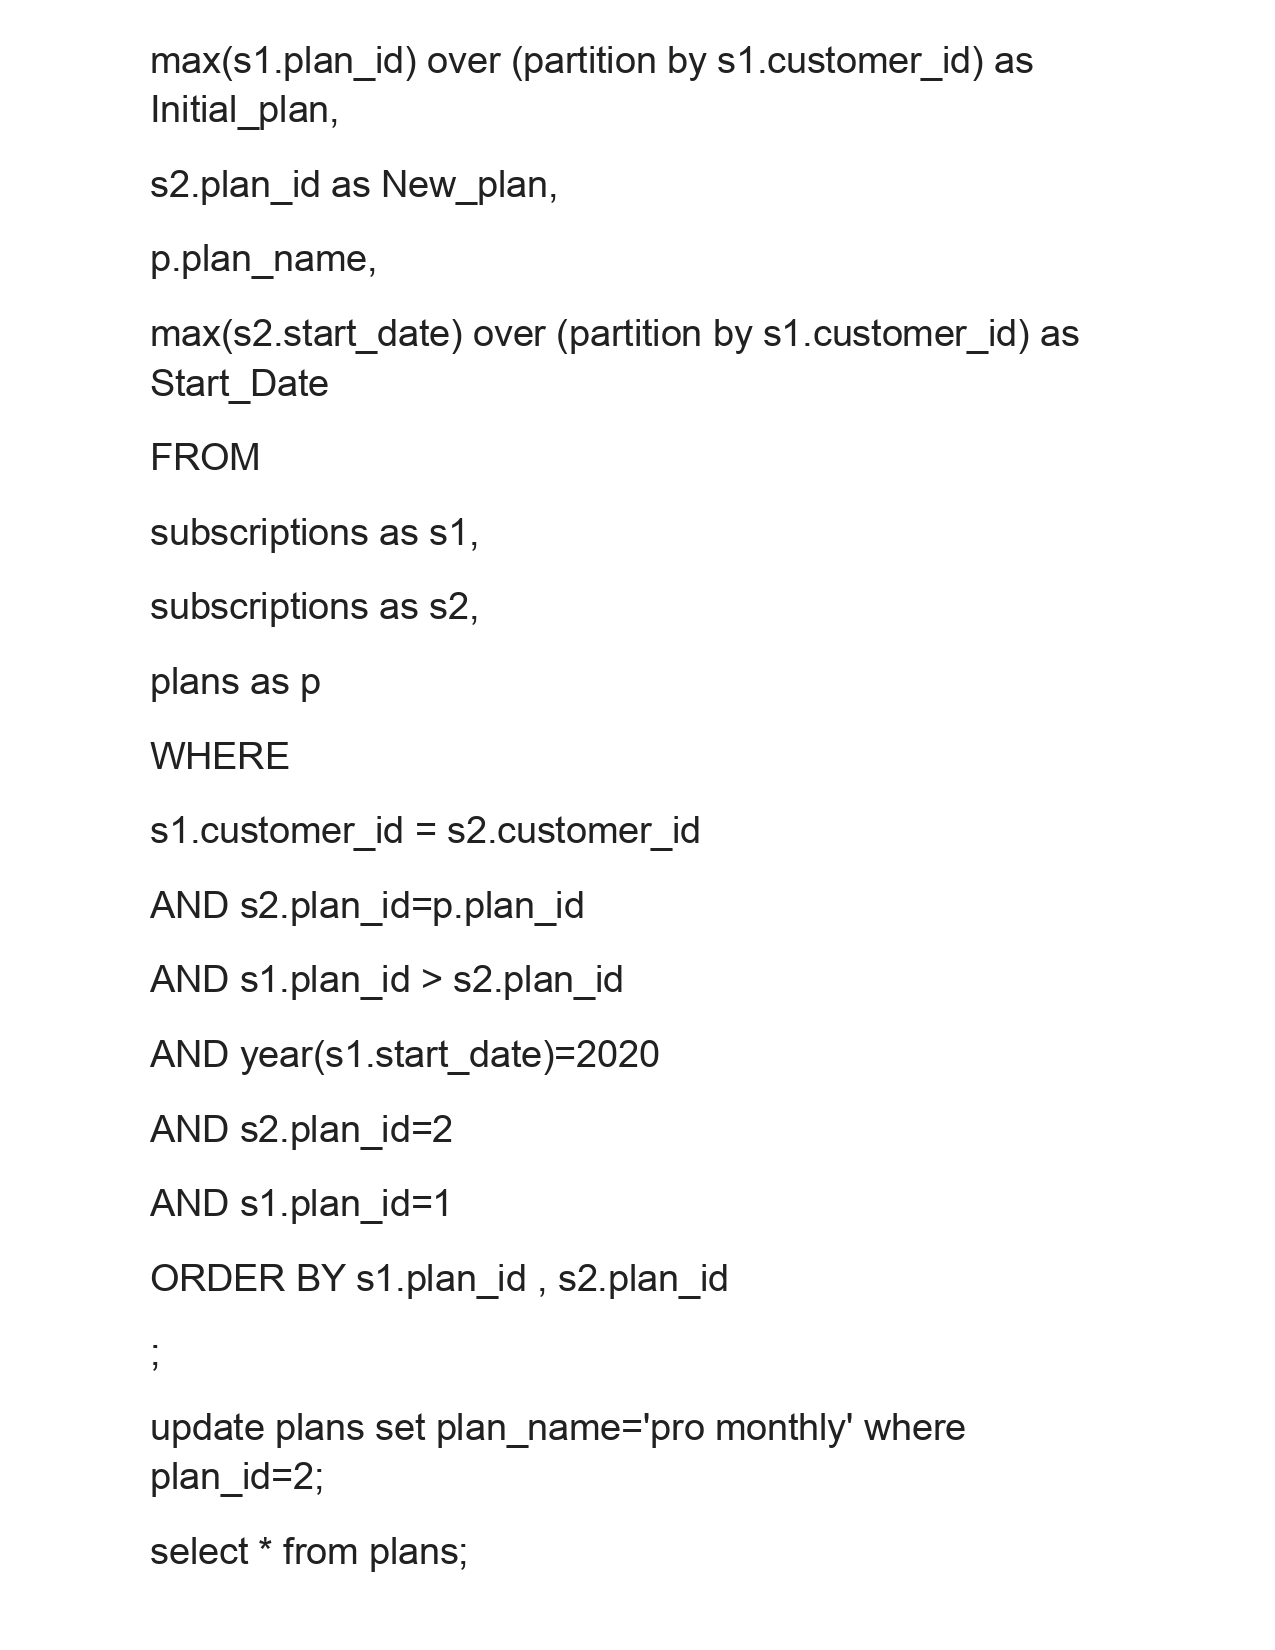 max(s1.plan_id) over (partition by s1.customer_id) as
Initial_plan,
s2.plan_id as New_plan,
p.plan_name,
max(s2.start_date) over (partition by s1.customer_id) as
Start_Date
FROM
subscriptions as s1,
subscriptions as s2,
plans as p
WHERE
s1.customer_id = s2.customer_id
AND s2.plan_id=p.plan_id
AND s1.plan_id > s2.plan_id
AND year(s1.start_date)=2020
AND s2.plan_id=2
AND s1.plan_id=1
ORDER BY s1.plan_id , s2.plan_id
;
update plans set plan_name='pro monthly' where
plan_id=2;
select * from plans;